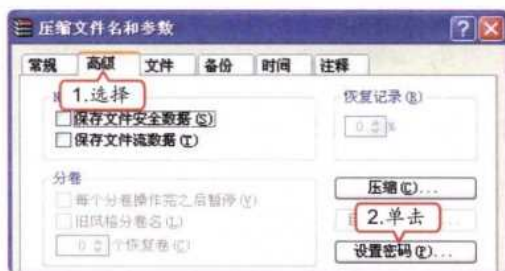 压缩文件名和参数
常规 高级 文件 备份 时间 注释
1.选择
恢复记录(R)
保存文件安全数据(S)
0 %
保存文件流数据(T)
分卷
压缩(C)...
每个分卷操作完之后暂停(V)
旧风格分卷名(L)
2.单击
0 个恢复卷(C)
设置密码(P)...